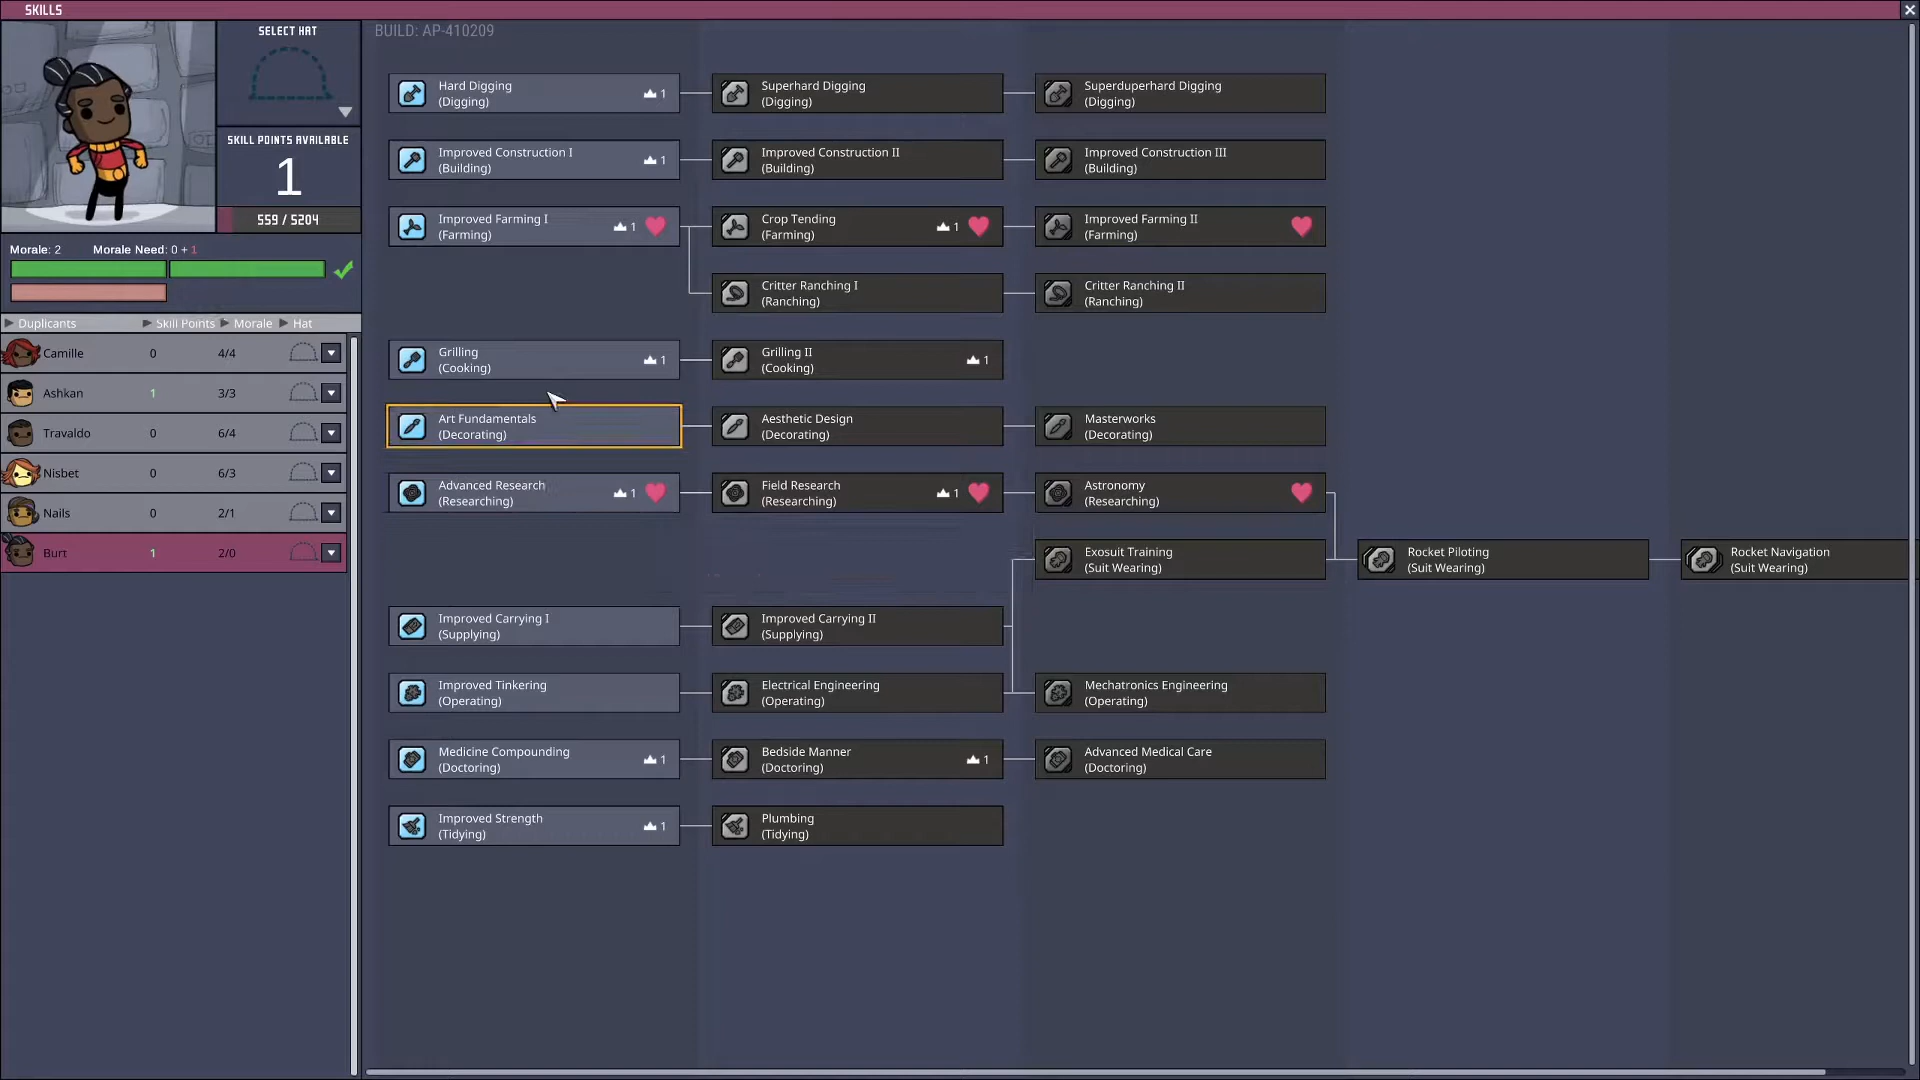 SKILLS
SELECT HAT
SKILL POINTS AVAILABLE
1
559 / 5204
Morale: 2
Morale Need: 0 + 1
Duplicants
Skill Points
Morale
Hat
Camille
0
4/4
Ashkan
1
3/3
Travaldo
0
6/4
Nisbet
0
6/3
Nails
0
2/1
Burt
1
2/0
BUILD: AP-410209
Hard Digging
(Digging)
1
Superhard Digging
(Digging)
Superduperhard Digging
(Digging)
Improved Construction I
(Building)
1
Improved Construction II
(Building)
Improved Construction III
(Building)
Improved Farming I
(Farming)
1
Crop Tending
(Farming)
1
Improved Farming II
(Farming)
Critter Ranching I
(Ranching)
Critter Ranching II
(Ranching)
Grilling
(Cooking)
1
Grilling II
(Cooking)
1
Art Fundamentals
(Decorating)
Aesthetic Design
(Decorating)
Masterworks
(Decorating)
Advanced Research
(Researching)
1
Field Research
(Researching)
1
Astronomy
(Researching)
Exosuit Training
(Suit Wearing)
Rocket Piloting
(Suit Wearing)
Rocket Navigation
(Suit Wearing)
Improved Carrying I
(Supplying)
Improved Carrying II
(Supplying)
Improved Tinkering
(Operating)
Electrical Engineering
(Operating)
Mechatronics Engineering
(Operating)
Medicine Compounding
(Doctoring)
1
Bedside Manner
(Doctoring)
1
Advanced Medical Care
(Doctoring)
Improved Strength
(Tidying)
1
Plumbing
(Tidying)